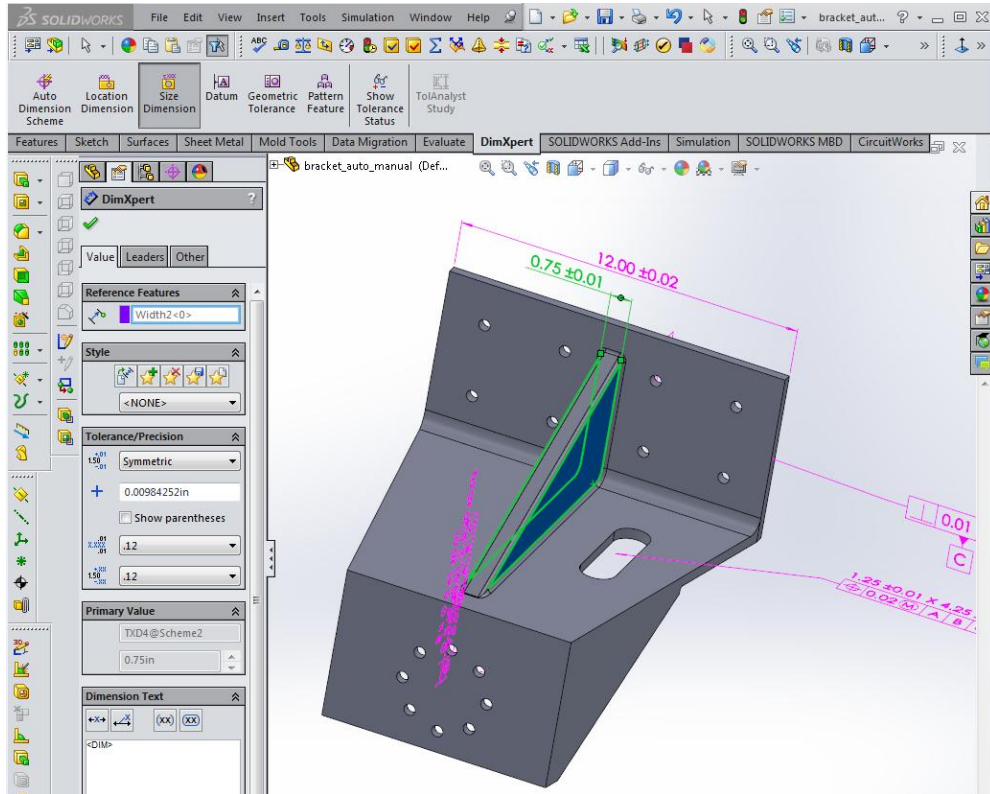 SOLIDWORKS File Edit View Insert Tools Simulation Window Help bracket_aut... ?
ABC
Auto Dimension Scheme
Location Dimension
Size Dimension
Datum
Geometric Tolerance
Pattern Feature
Show Tolerance Status
TolAnalyst Study
Features Sketch Surfaces Sheet Metal Mold Tools Data Migration Evaluate DimXpert SOLIDWORKS Add-Ins Simulation SOLIDWORKS MBD CircuitWorks
bracket_auto_manual (Def...
DimXpert ?
Value Leaders Other
Reference Features
Width2<0>
Style
<NONE>
Tolerance/Precision
Symmetric
0.00984252in
Show parentheses
.12
.12
Primary Value
TXD4@Scheme2
0.75in
Dimension Text
(xx) (xx)
<DIM>
12.00 ±0.02
0.75 ±0.01
0.01
C
1.25 ±0.01 X 4.25
0.02 M A B